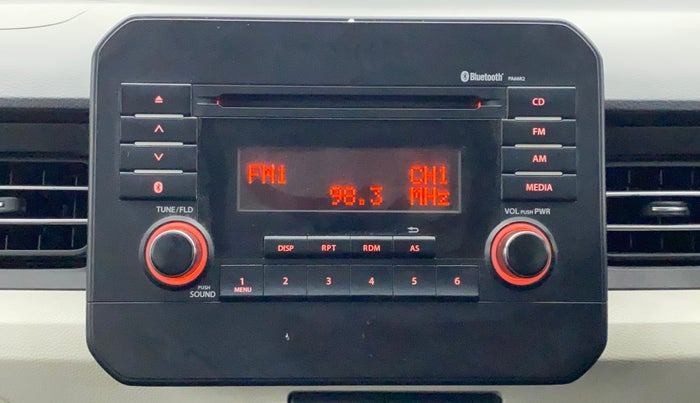 Bluetooth PA66R2
CD
FM
AM
MEDIA
FM1 CH1
98.3 MHz
TUNE/FLD
VOL PUSH PWR
DISP RPT RDM AS
PUSH
SOUND
1 2 3 4 5 6
MENU